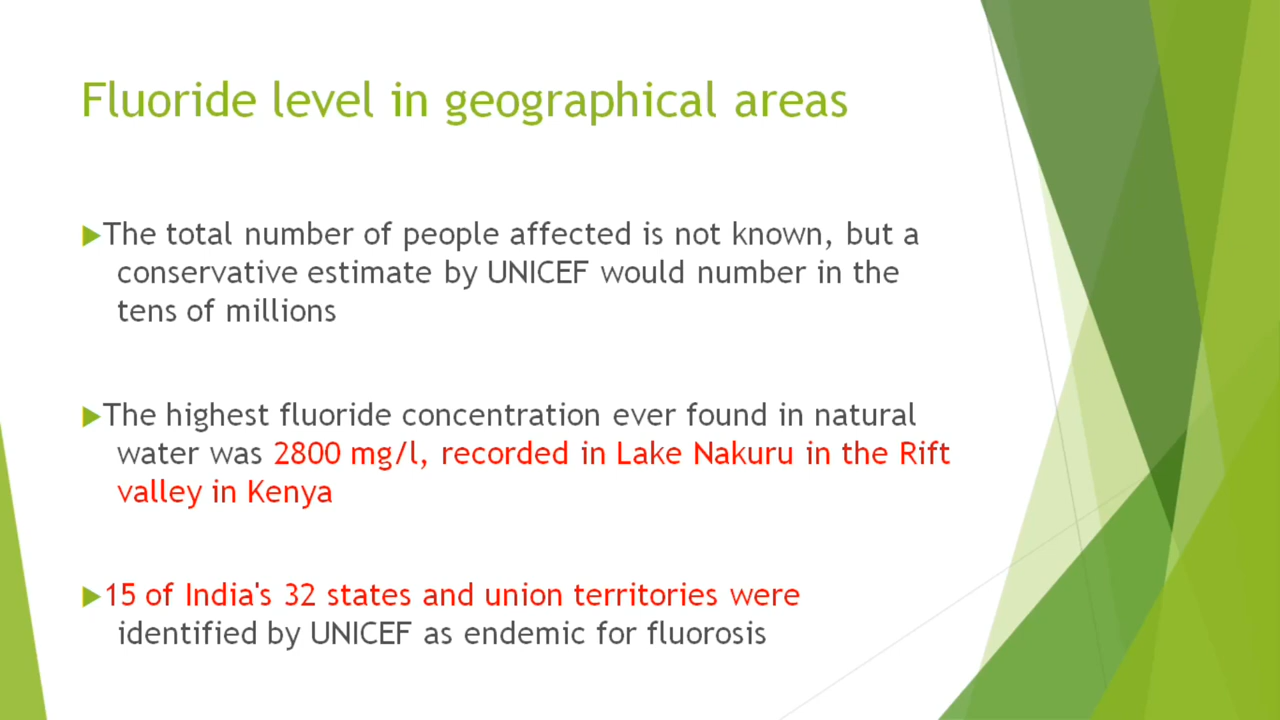 Fluoride level in geographical areas
The total number of people affected is not known, but a
conservative estimate by UNICEF would number in the
tens of millions
The highest fluoride concentration ever found in natural
water was 2800 mg/l, recorded in Lake Nakuru in the Rift
valley in Kenya
15 of India's 32 states and union territories were
identified by UNICEF as endemic for fluorosis